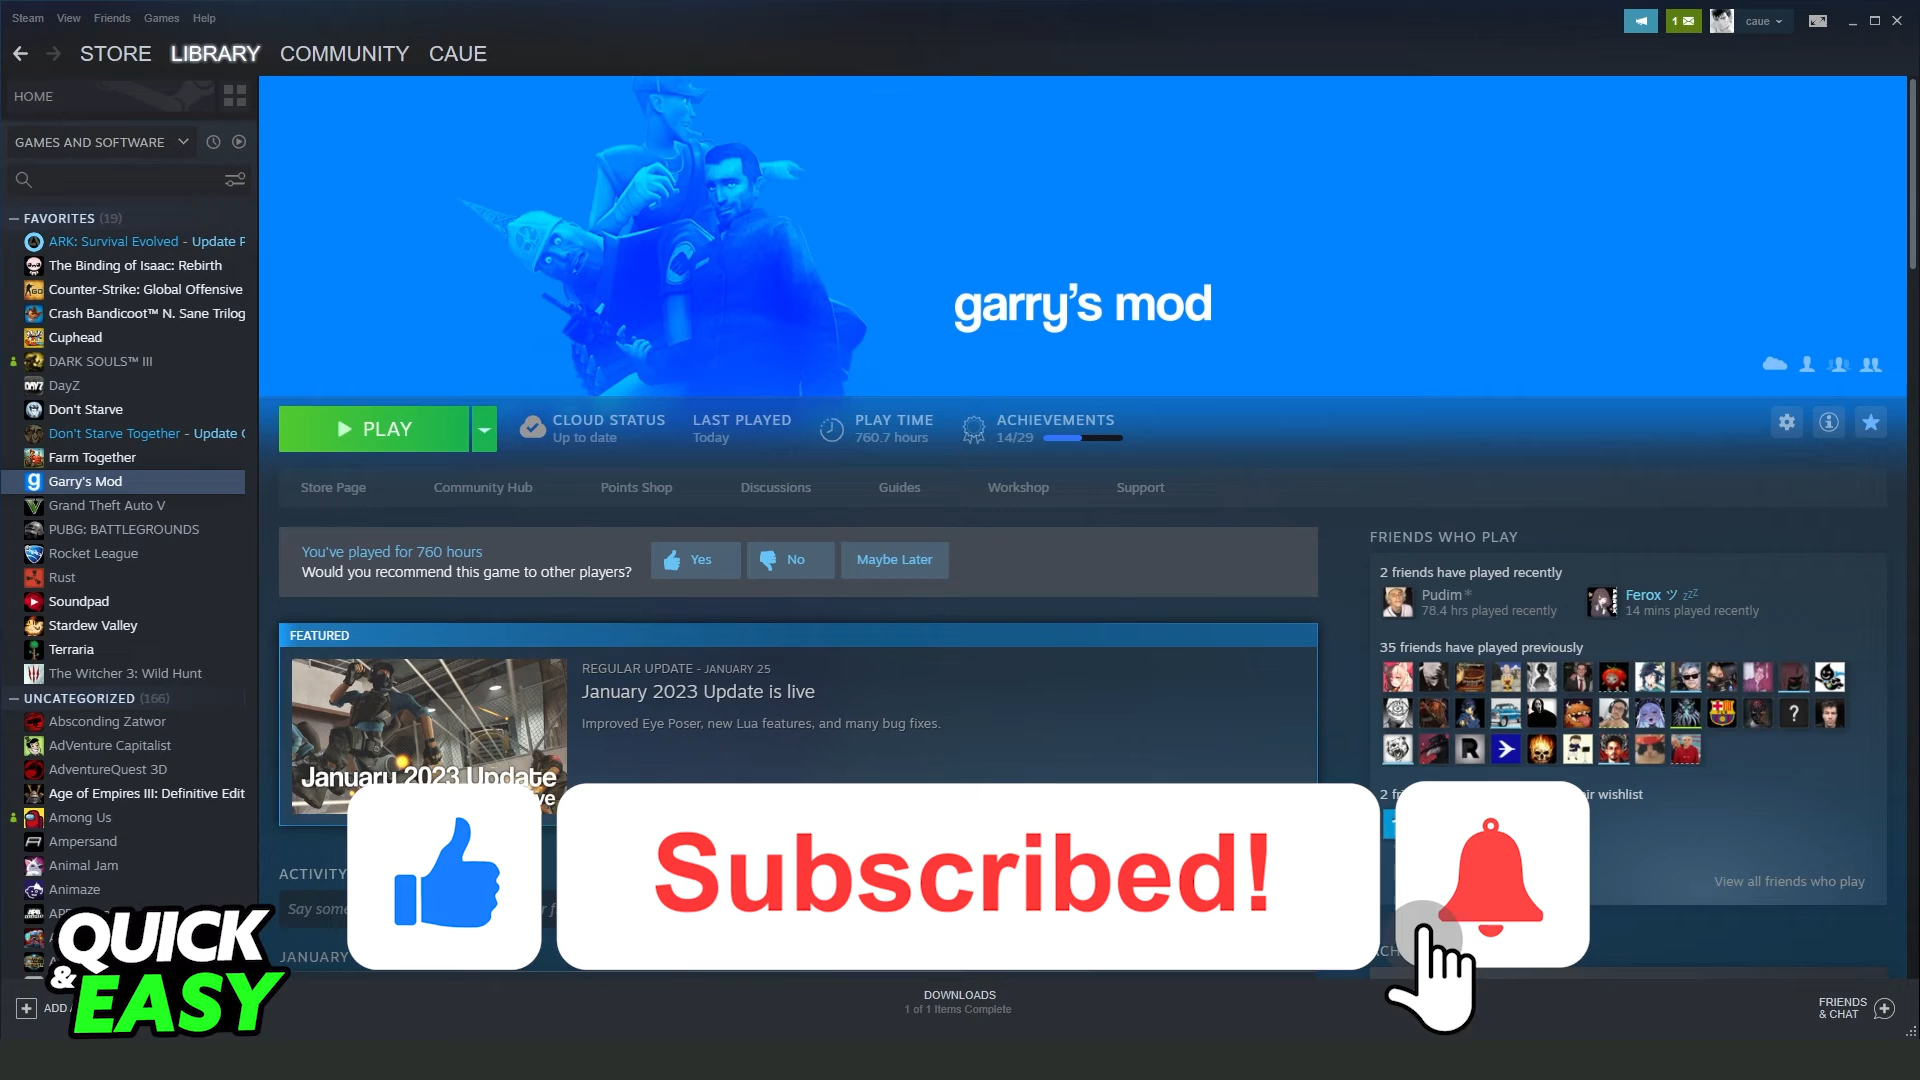 Steam View Friends Games Help
1
caue
STORE LIBRARY COMMUNITY CAUE
HOME
GAMES AND SOFTWARE
FAVORITES (19)
ARK: Survival Evolved - Update
The Binding of Isaac: Rebirth
Counter-Strike: Global Offensive
Crash Bandicoot™ N. Sane Trilog
Cuphead
DARK SOULS™ III
DayZ
Don't Starve
Don't Starve Together - Update
Farm Together
Garry's Mod
Grand Theft Auto V
PUBG: BATTLEGROUNDS
Rocket League
Rust
Soundpad
Stardew Valley
Terraria
The Witcher 3: Wild Hunt
UNCATEGORIZED (166)
Absconding Zatwor
AdVenture Capitalist
AdventureQuest 3D
Age of Empires III: Definitive Edit
Among Us
Ampersand
Animal Jam
Animaze
QUICK
& EASY
ADD
garry's mod
PLAY
CLOUD STATUS
Up to date
LAST PLAYED
Today
PLAY TIME
760.7 hours
ACHIEVEMENTS
14/29
Store Page Community Hub Points Shop Discussions Guides Workshop Support
You've played for 760 hours
Would you recommend this game to other players?
Yes
No
Maybe Later
FEATURED
January 2023 Update
REGULAR UPDATE - JANUARY 25
January 2023 Update is live
Improved Eye Poser, new Lua features, and many bug fixes.
ACTIVITY
Say some
JANUARY
Subscribed!
FRIENDS WHO PLAY
2 friends have played recently
Pudim*
78.4 hrs played recently
Ferox ツ zzZ
14 mins played recently
35 friends have played previously
?
R
wishlist
View all friends who play
DOWNLOADS
1 of 1 Items Complete
FRIENDS
& CHAT